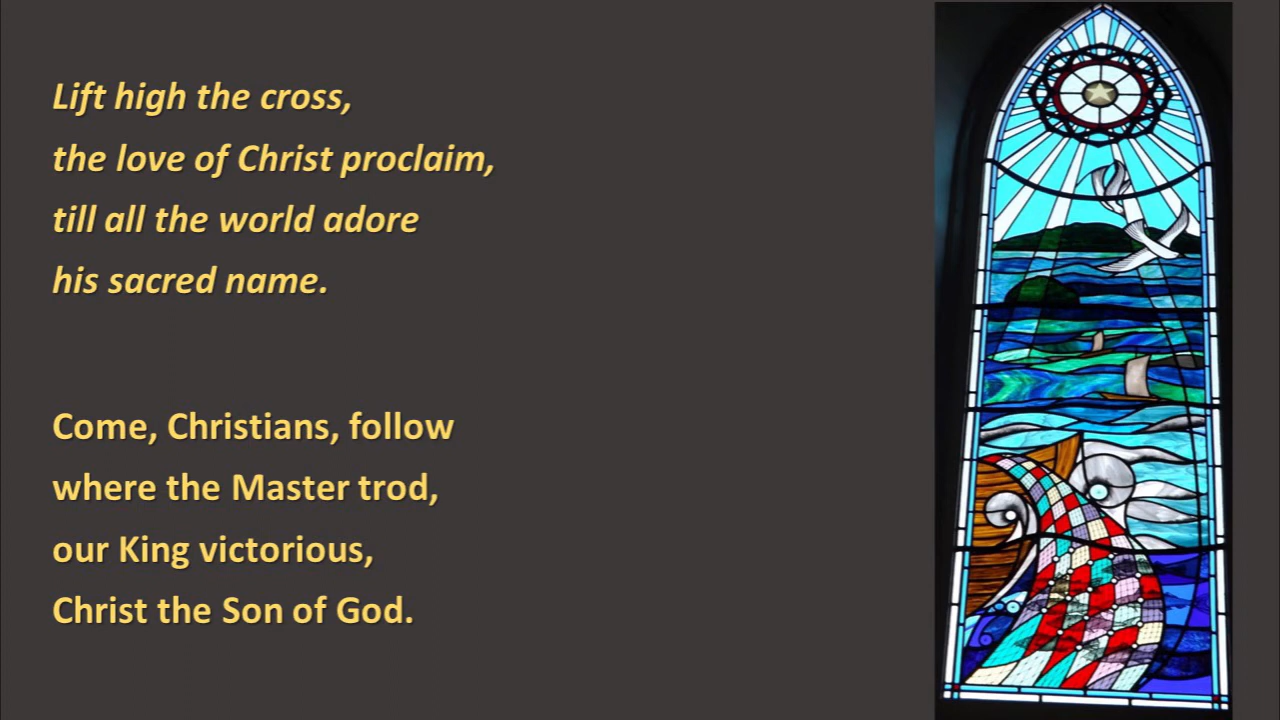 Lift high the cross,
the love of Christ proclaim,
till all the world adore
his sacred name.
Come, Christians, follow
where the Master trod,
our King victorious,
Christ the Son of God.